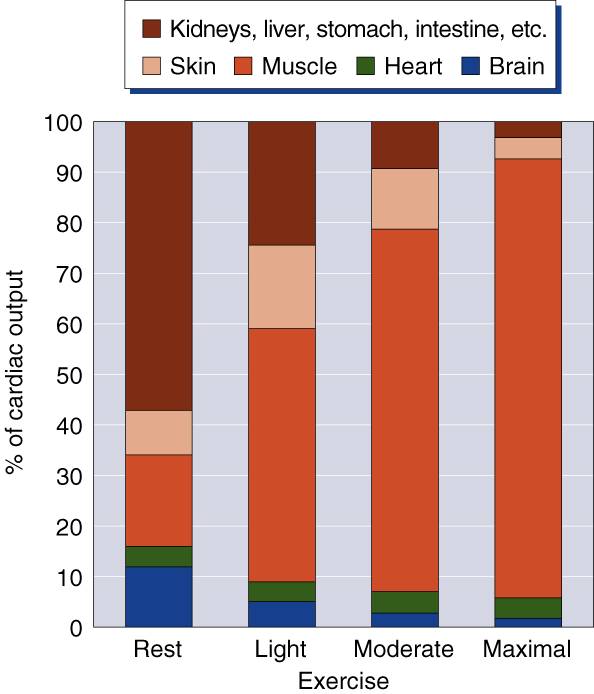 Kidneys, liver, stomach, intestine, etc.
Skin Muscle Heart Brain
% of cardiac output
100
90
80
70
60
50
40
30
20
10
0
Rest Light Moderate Maximal
Exercise